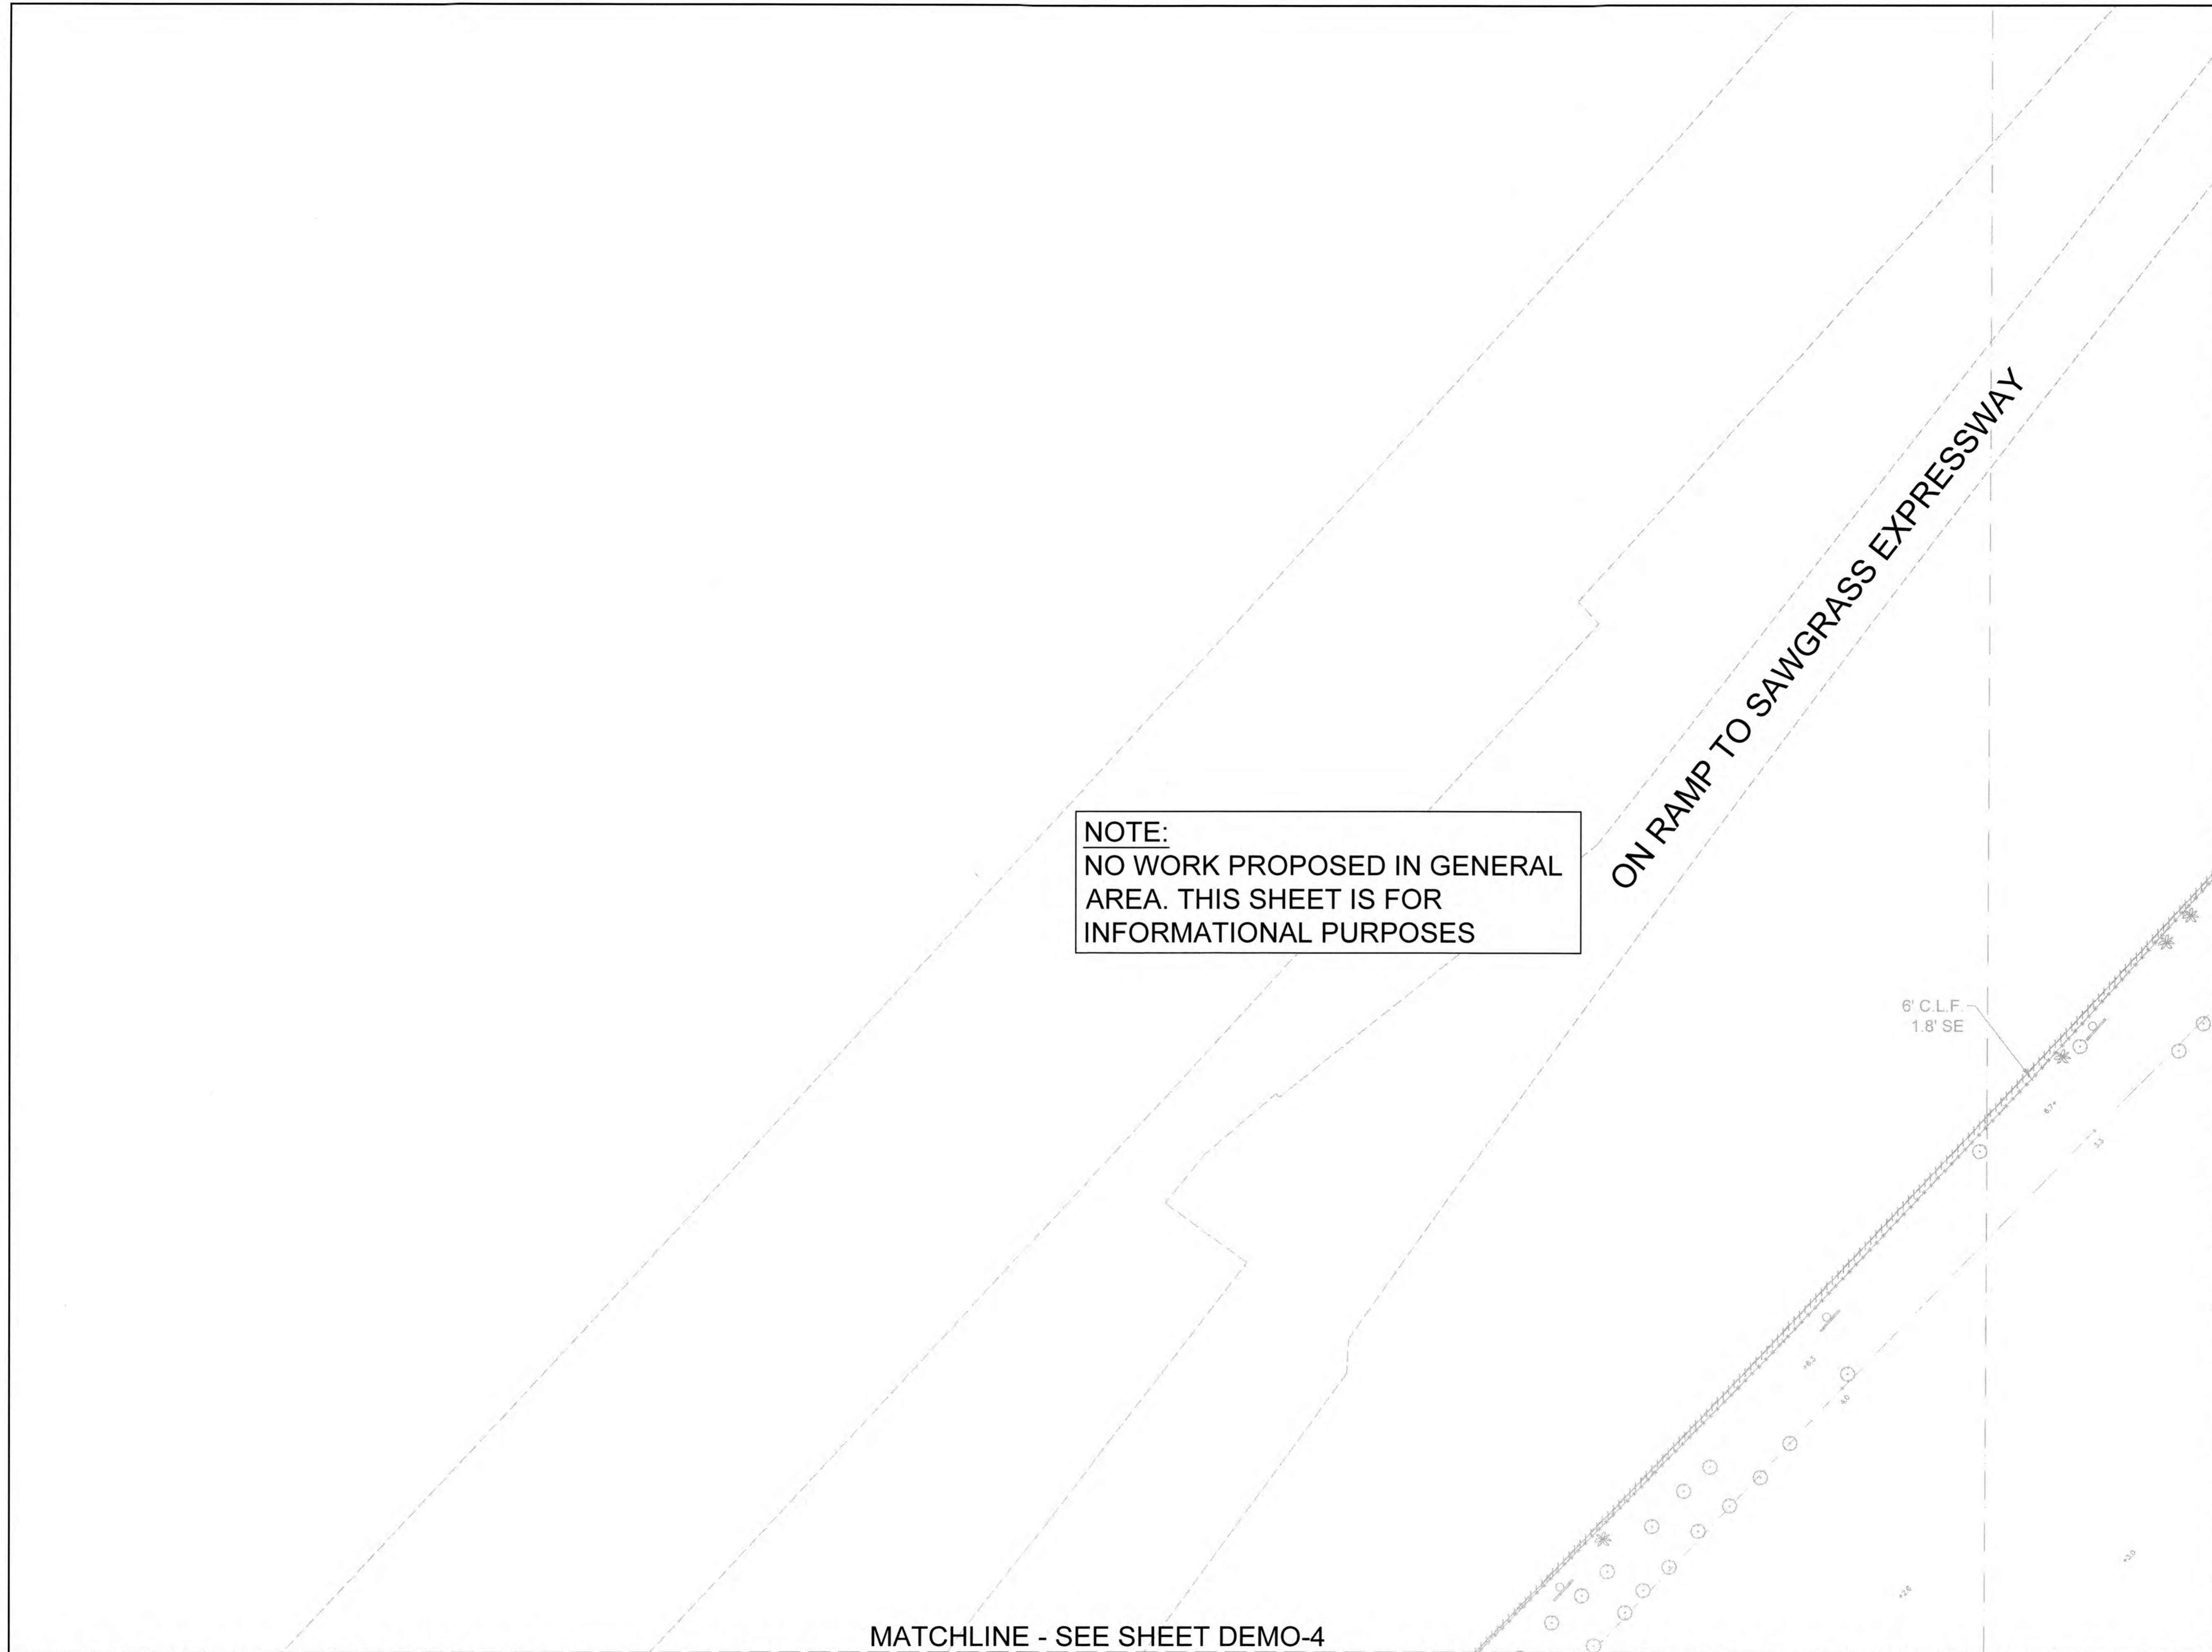 ON RAMP TO SAWGRASS EXPRESSWAY
NOTE:
NO WORK PROPOSED IN GENERAL
AREA. THIS SHEET IS FOR
INFORMATIONAL PURPOSES
6' C.L.F.
1.8' SE
MATCHLINE - SEE SHEET DEMO-4